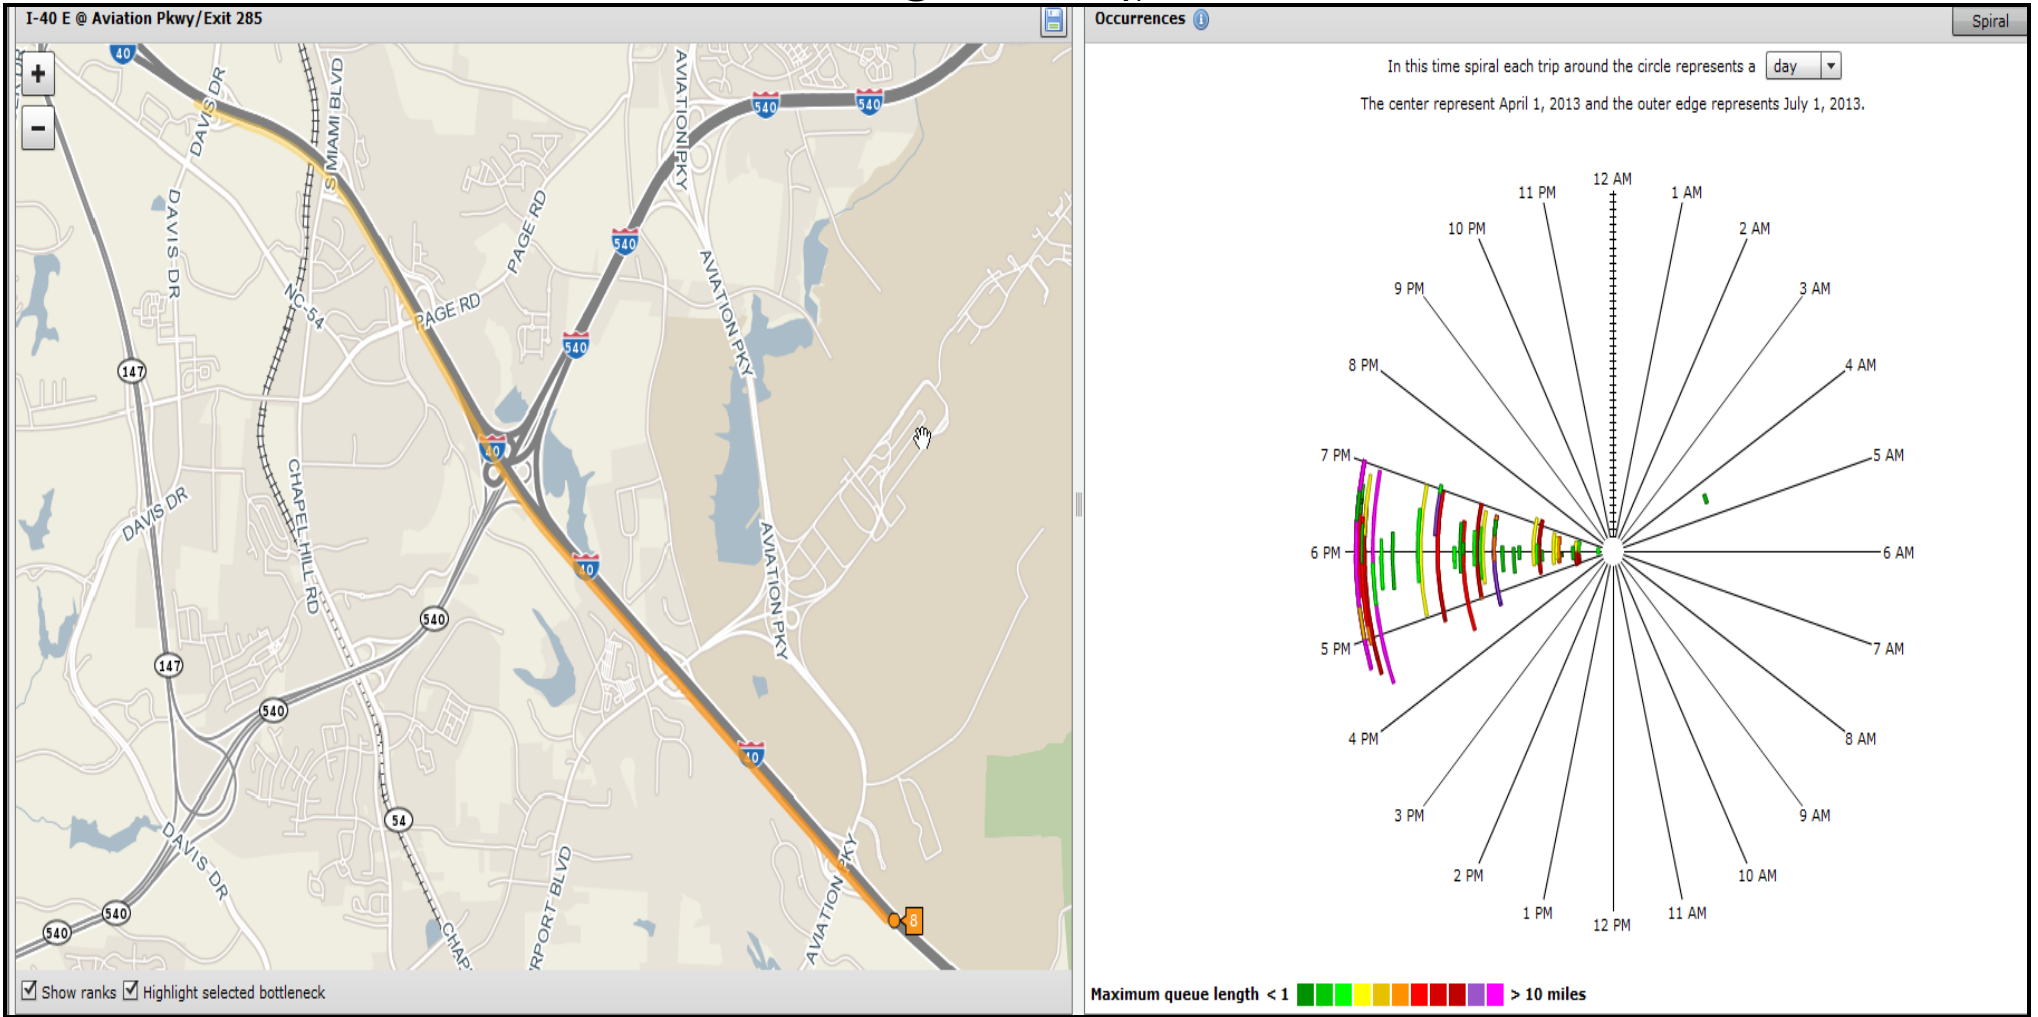 I-40 E @ Aviation Pkwy/Exit 285
40
DAVIS DR
S MIAMI BLVD
AVIATION PKY
540
540
+
−
DAVIS DR
PAGE RD
540
AVIATION PKY
NC-54
PAGE RD
540
147
40
CHAPEL HILL RD
DAVIS DR
AVIATION PKY
40
540
147
540
40
54
DAVIS DR
AVIATION PKY
RPORT BLVD
540
540
CHAP
8
Show ranks
Highlight selected bottleneck
Occurrences i
Spiral
In this time spiral each trip around the circle represents a day
The center represent April 1, 2013 and the outer edge represents July 1, 2013.
12 AM
1 AM
2 AM
3 AM
4 AM
5 AM
6 AM
7 AM
8 AM
9 AM
10 AM
11 AM
12 PM
1 PM
2 PM
3 PM
4 PM
5 PM
6 PM
7 PM
8 PM
9 PM
10 PM
11 PM
Maximum queue length < 1 > 10 miles